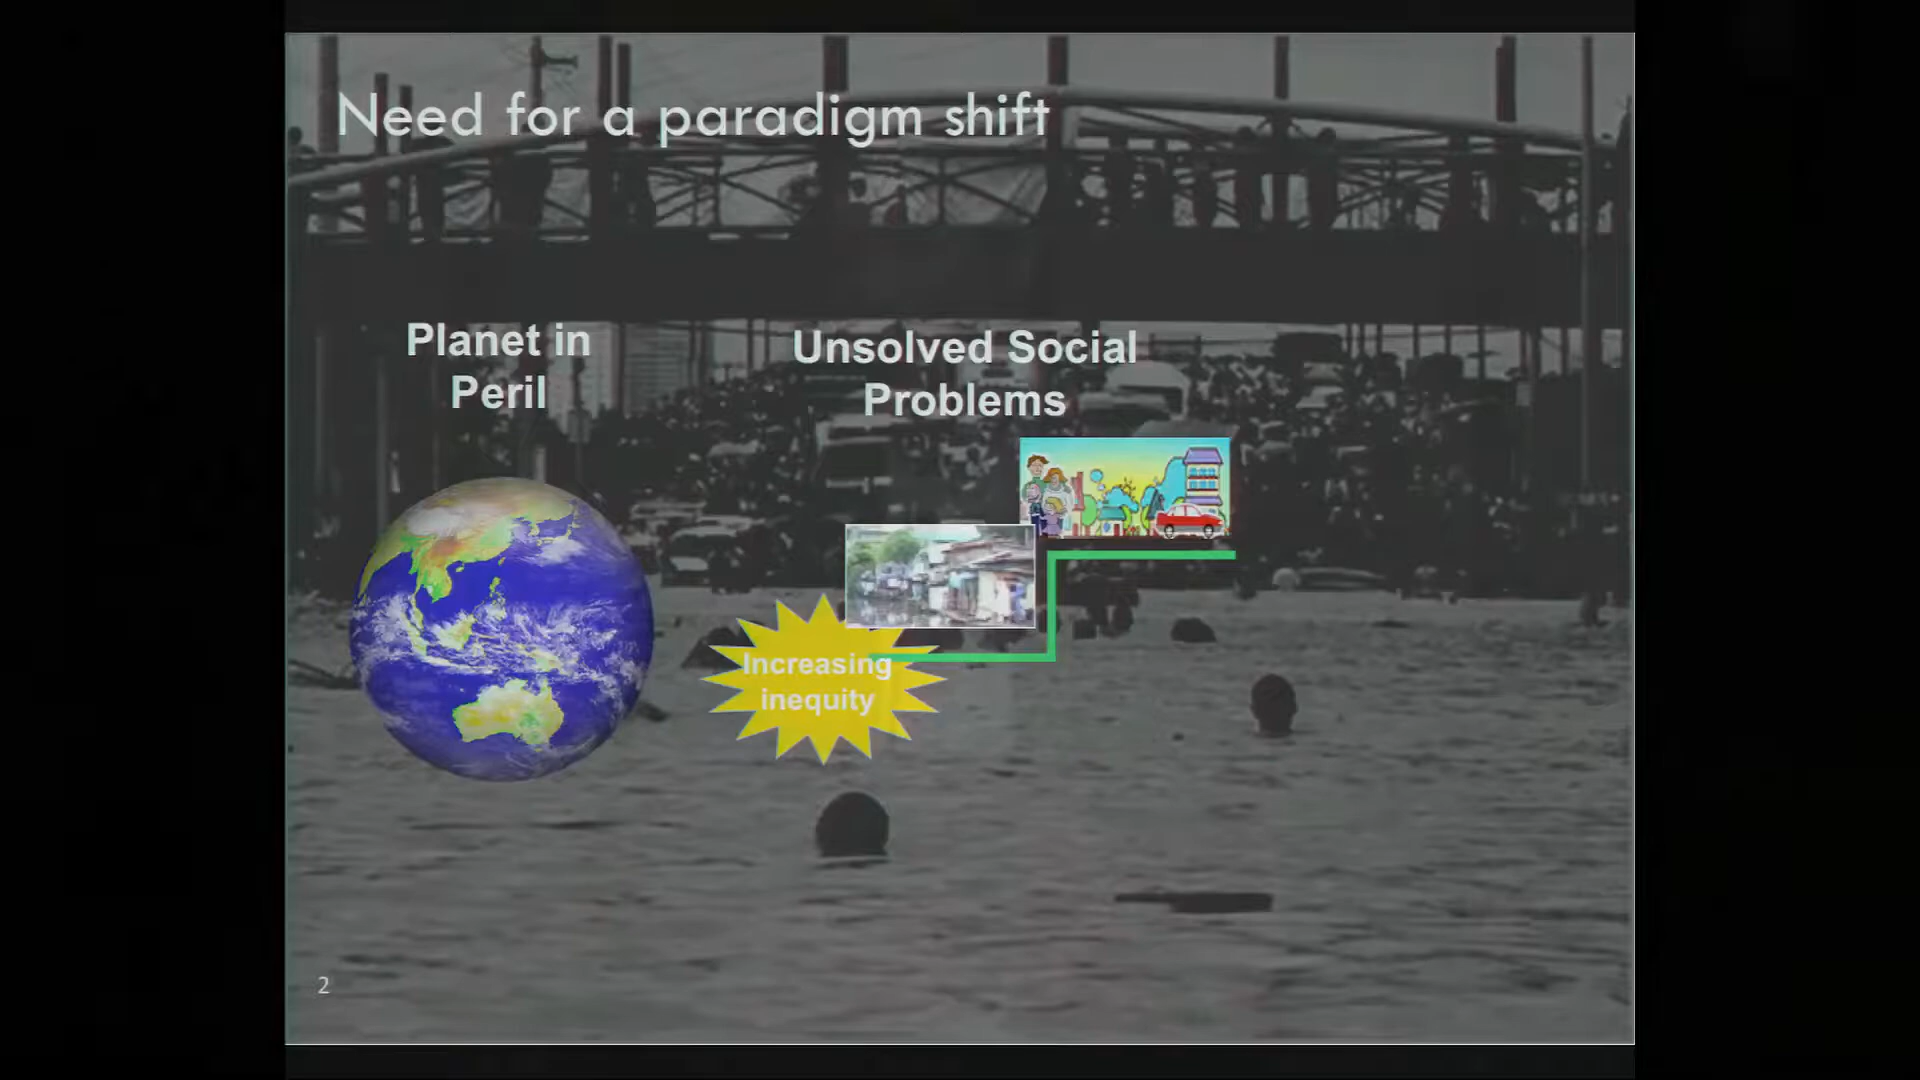 Need for a paradigm shift
Planet in
Peril
Unsolved Social
Problems
Increasing
inequity
2